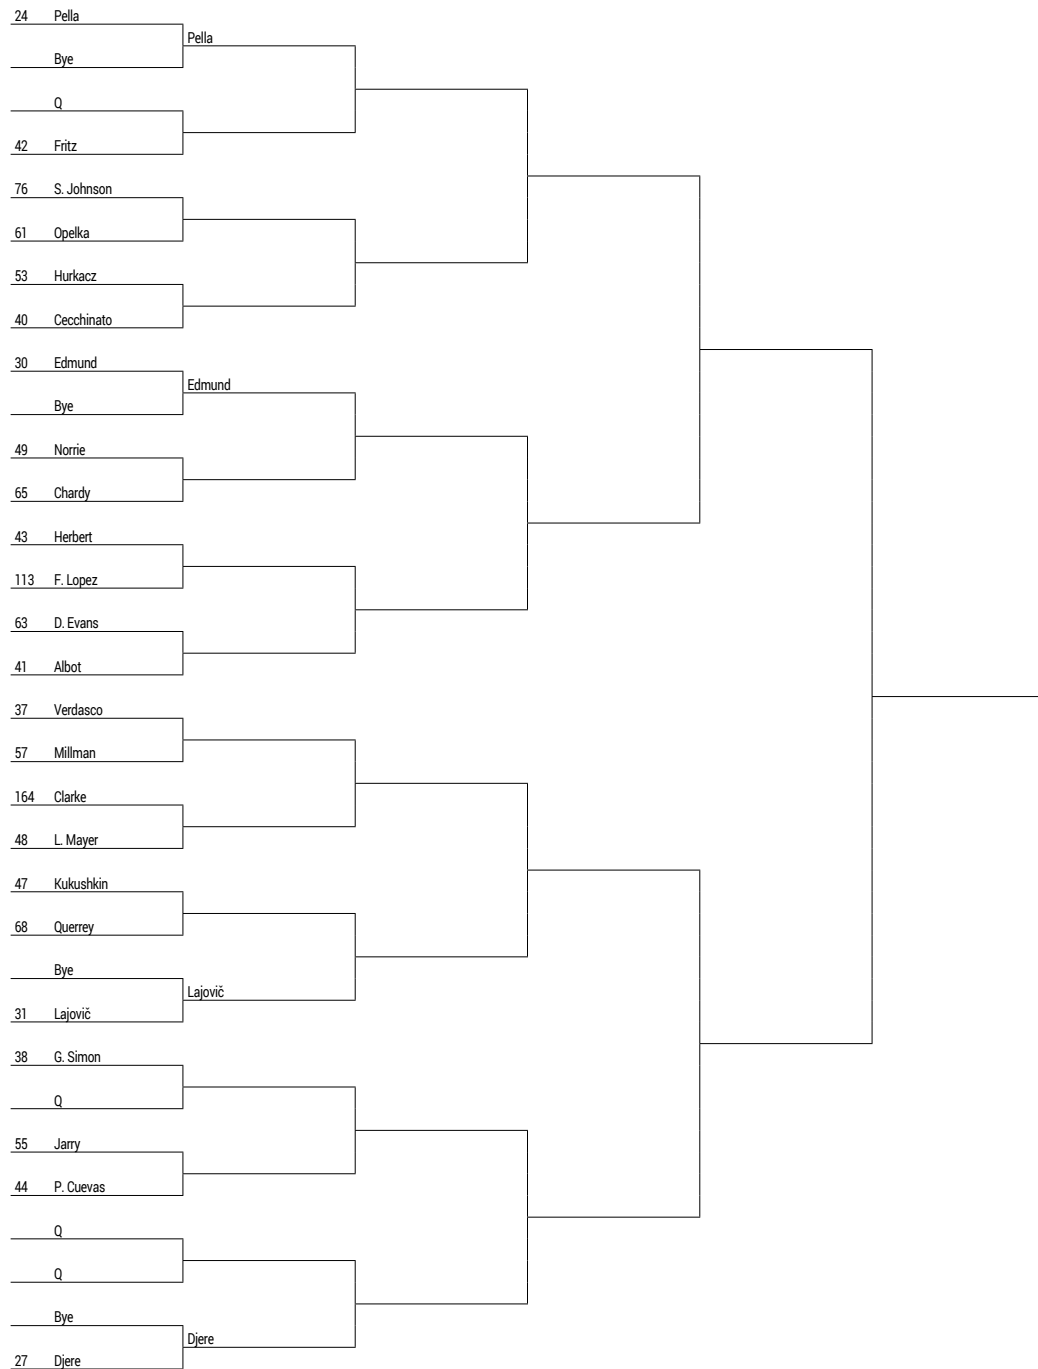 24 Pella
Pella
Bye
Q
42 Fritz
76 S. Johnson
61 Opelka
53 Hurkacz
40 Cecchinato
30 Edmund
Edmund
Bye
49 Norrie
65 Chardy
43 Herbert
113 F. Lopez
63 D. Evans
41 Albot
37 Verdasco
57 Millman
164 Clarke
48 L. Mayer
47 Kukushkin
68 Querrey
Bye
Lajovič
31 Lajovič
38 G. Simon
Q
55 Jarry
44 P. Cuevas
Q
Q
Bye
Djere
27 Djere